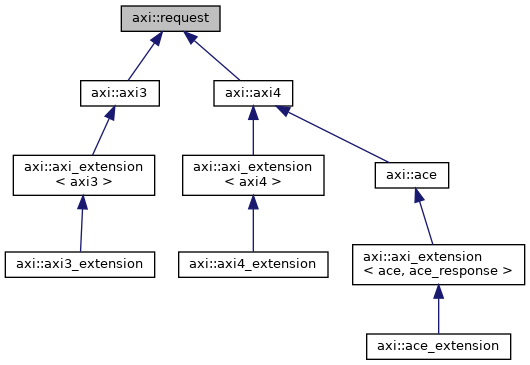 axi::request
axi::axi3
axi::axi4
axi::axi_extension
< axi3 >
axi::axi_extension
< axi4 >
axi::ace
axi::axi3_extension
axi::axi4_extension
axi::axi_extension
< ace, ace_response >
axi::ace_extension